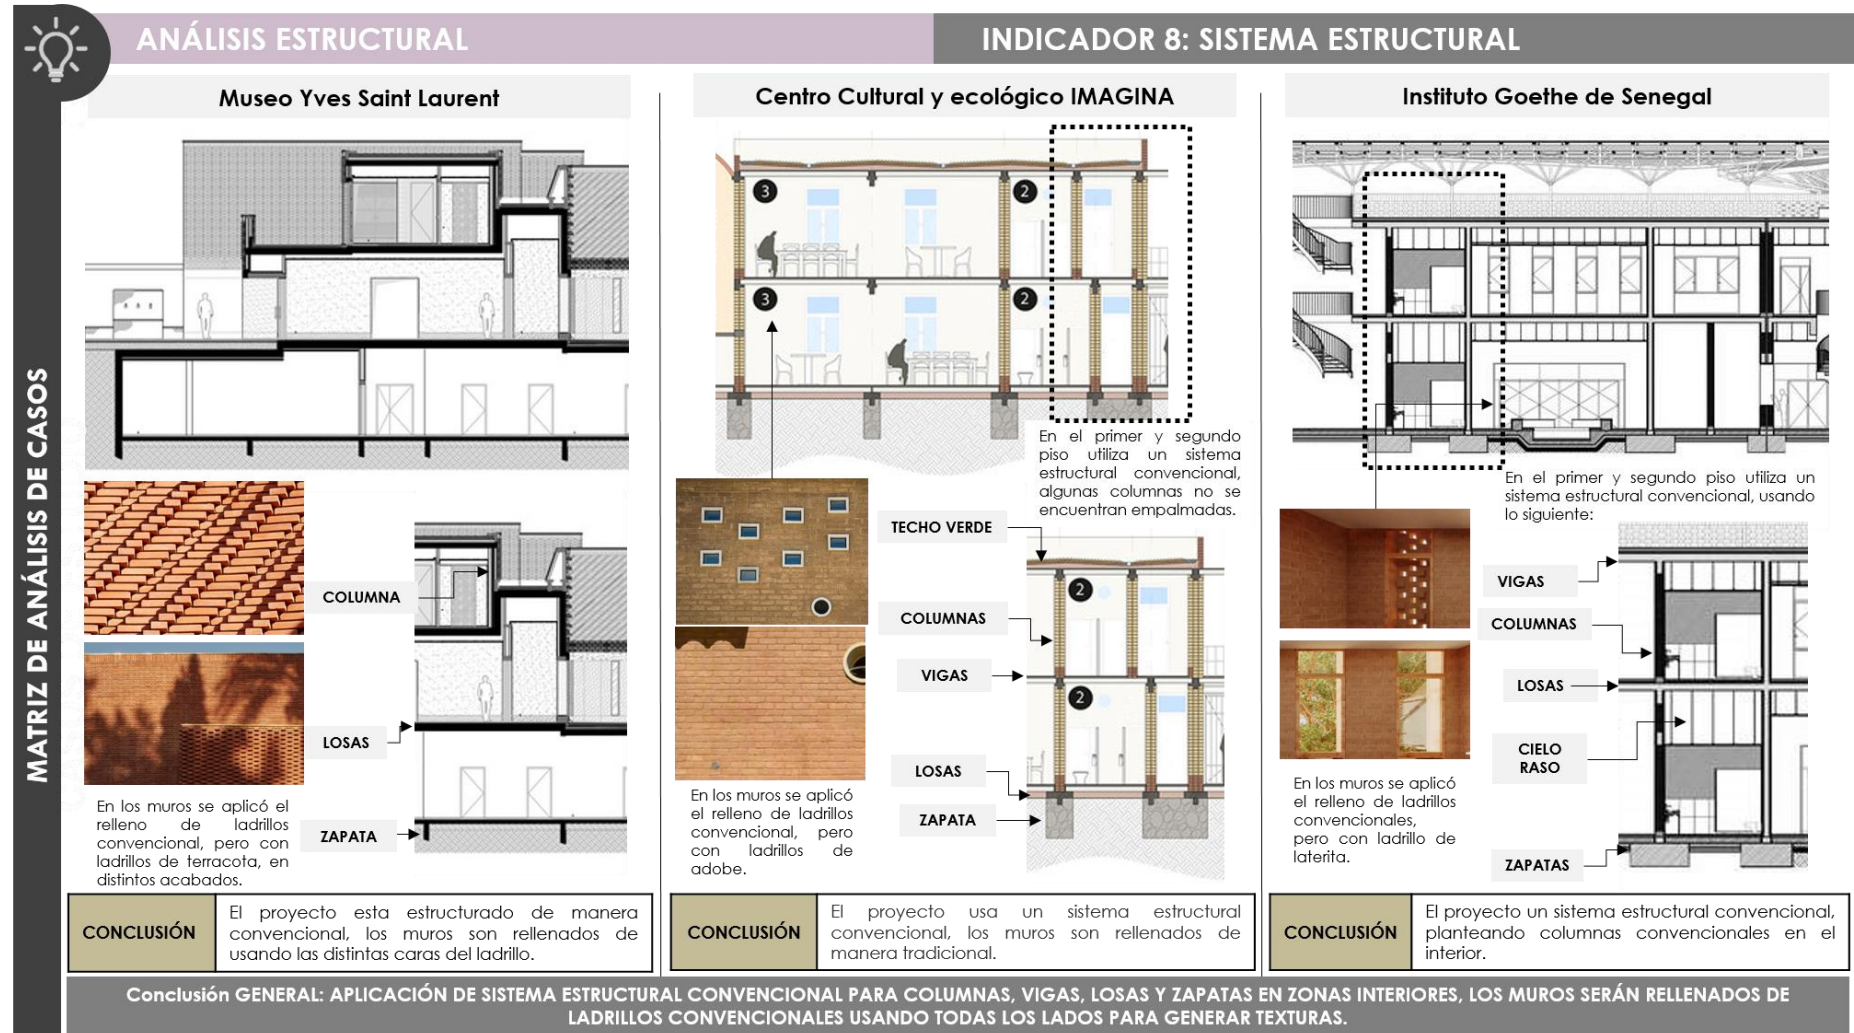 ANÁLISIS ESTRUCTURAL
INDICADOR 8: SISTEMA ESTRUCTURAL
MATRIZ DE ANÁLISIS DE CASOS
Museo Yves Saint Laurent
COLUMNA
LOSAS
ZAPATA
En los muros se aplicó el
relleno de ladrillos
convencional, pero con
ladrillos de terracota, en
distintos acabados.
CONCLUSIÓN
El proyecto esta estructurado de manera
convencional, los muros son rellenados de
usando las distintas caras del ladrillo.
Centro Cultural y ecológico IMAGINA
3
2
3
2
En el primer y segundo
piso utiliza un sistema
estructural convencional,
algunas columnas no se
encuentran empalmadas.
TECHO VERDE
2
COLUMNAS
VIGAS
2
LOSAS
ZAPATA
En los muros se aplicó
el relleno de ladrillos
convencional, pero
con ladrillos de
adobe.
CONCLUSIÓN
El proyecto usa un sistema estructural
convencional, los muros son rellenados de
manera tradicional.
Instituto Goethe de Senegal
En el primer y segundo piso utiliza un
sistema estructural convencional, usando
lo siguiente:
VIGAS
COLUMNAS
LOSAS
CIELO
RASO
ZAPATAS
En los muros se aplicó
el relleno de ladrillos
convencionales,
pero con ladrillo de
laterita.
CONCLUSIÓN
El proyecto un sistema estructural convencional,
planteando columnas convencionales en el
interior.
Conclusión GENERAL: APLICACIÓN DE SISTEMA ESTRUCTURAL CONVENCIONAL PARA COLUMNAS, VIGAS, LOSAS Y ZAPATAS EN ZONAS INTERIORES, LOS MUROS SERÁN RELLENADOS DE
LADRILLOS CONVENCIONALES USANDO TODAS LOS LADOS PARA GENERAR TEXTURAS.